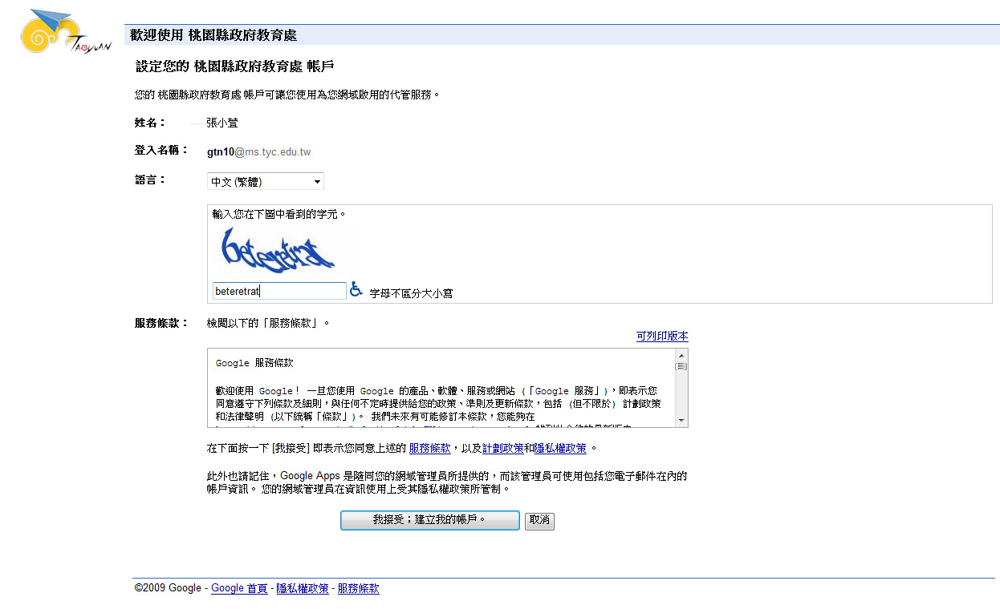 TAOYUAN
歡迎使用 桃園縣政府教育處
設定您的 桃園縣政府教育處 帳戶
您的 桃園縣政府教育處 帳戶可讓您使用為您網域啟用的代管服務。
姓名： 張小萱
登入名稱： gtn10@ms.tyc.edu.tw
語言： 中文 (繁體)
輸入您在下圖中看到的字元。
beteretrat
beteretrat 字母不區分大小寫
服務條款： 檢閱以下的「服務條款」。
可列印版本
Google 服務條款
歡迎使用 Google！ 一旦您使用 Google 的產品、軟體、服務或網站 (「Google 服務」)，即表示您
同意遵守下列條款及細則，與任何不定時提供給您的政策、準則及更新條款，包括 (但不限於) 計劃政策
和法律聲明 (以下統稱「條款」)。 我們未來有可能修訂本條款，您能夠在
在下面按一下 [我接受] 即表示您同意上述的 服務條款，以及計劃政策和隱私權政策 。
此外也請記住，Google Apps 是隨同您的網域管理員所提供的，而該管理員可使用包括您電子郵件在內的
帳戶資訊。 您的網域管理員在資訊使用上受其隱私權政策所管制。
我接受；建立我的帳戶。 取消
©2009 Google - Google 首頁 - 隱私權政策 - 服務條款